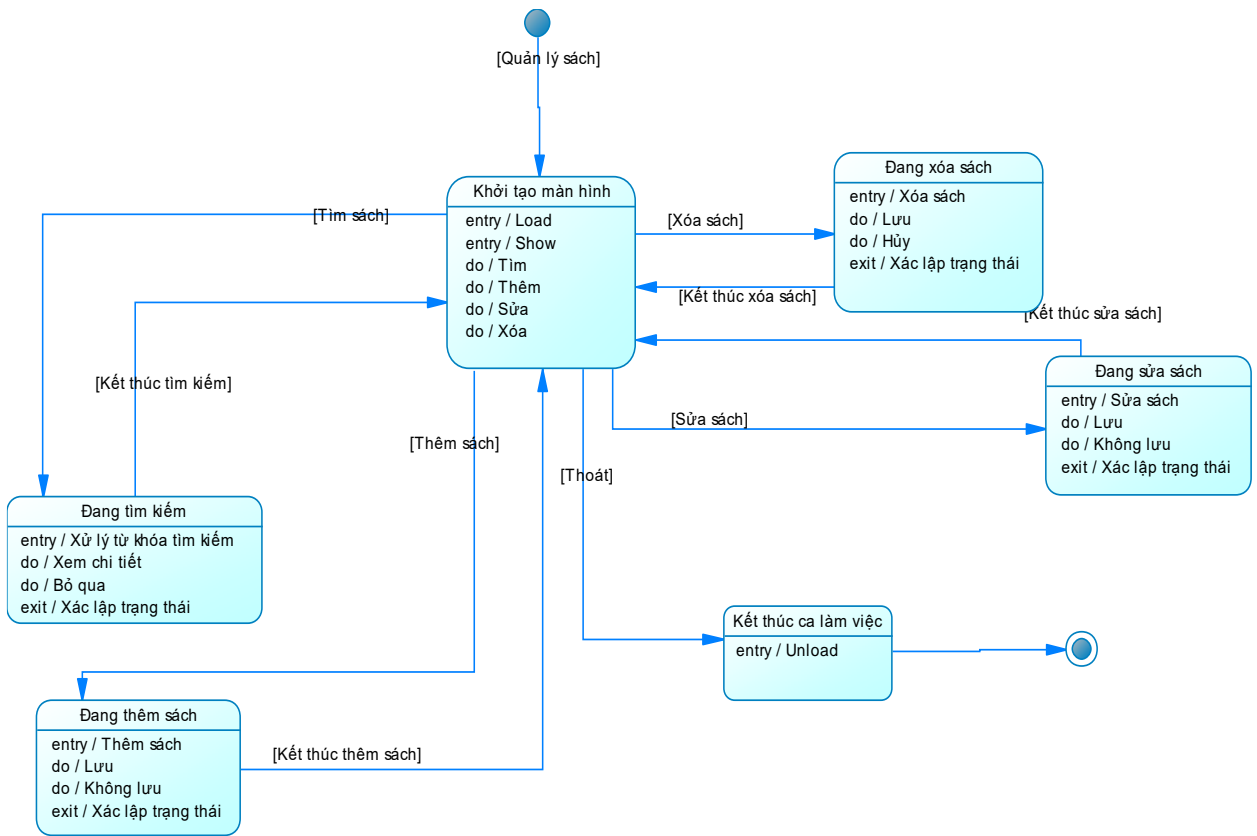 [Quản lý sách]
Khởi tạo màn hình
entry / Load
entry / Show
do / Tìm
do / Thêm
do / Sửa
do / Xóa
[Tìm sách]
[Xóa sách]
Đang xóa sách
entry / Xóa sách
do / Lưu
do / Hủy
exit / Xác lập trạng thái
[Kết thúc xóa sách]
[Kết thúc sửa sách]
Đang sửa sách
entry / Sửa sách
do / Lưu
do / Không lưu
exit / Xác lập trạng thái
[Kết thúc tìm kiếm]
[Thêm sách]
[Sửa sách]
[Thoát]
Đang tìm kiếm
entry / Xử lý từ khóa tìm kiếm
do / Xem chi tiết
do / Bỏ qua
exit / Xác lập trạng thái
Kết thúc ca làm việc
entry / Unload
Đang thêm sách
entry / Thêm sách
do / Lưu
do / Không lưu
exit / Xác lập trạng thái
[Kết thúc thêm sách]